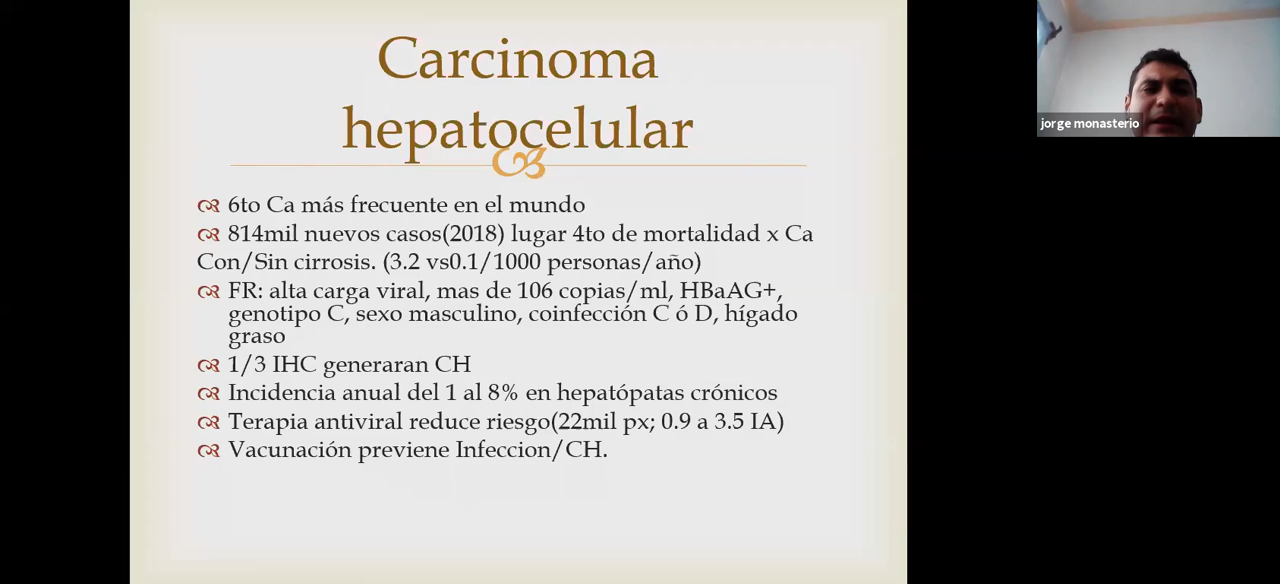 Carcinoma
hepatocelular
6to Ca más frecuente en el mundo
814mil nuevos casos(2018) lugar 4to de mortalidad x Ca
Con/Sin cirrosis. (3.2 vs0.1/1000 personas/año)
FR: alta carga viral, mas de 106 copias/ml, HBaAG+,
genotipo C, sexo masculino, coinfección C ó D, hígado
graso
1/3 IHC generaran CH
Incidencia anual del 1 al 8% en hepatópatas crónicos
Terapia antiviral reduce riesgo(22mil px; 0.9 a 3.5 IA)
Vacunación previene Infeccion/CH.
jorge monasterio